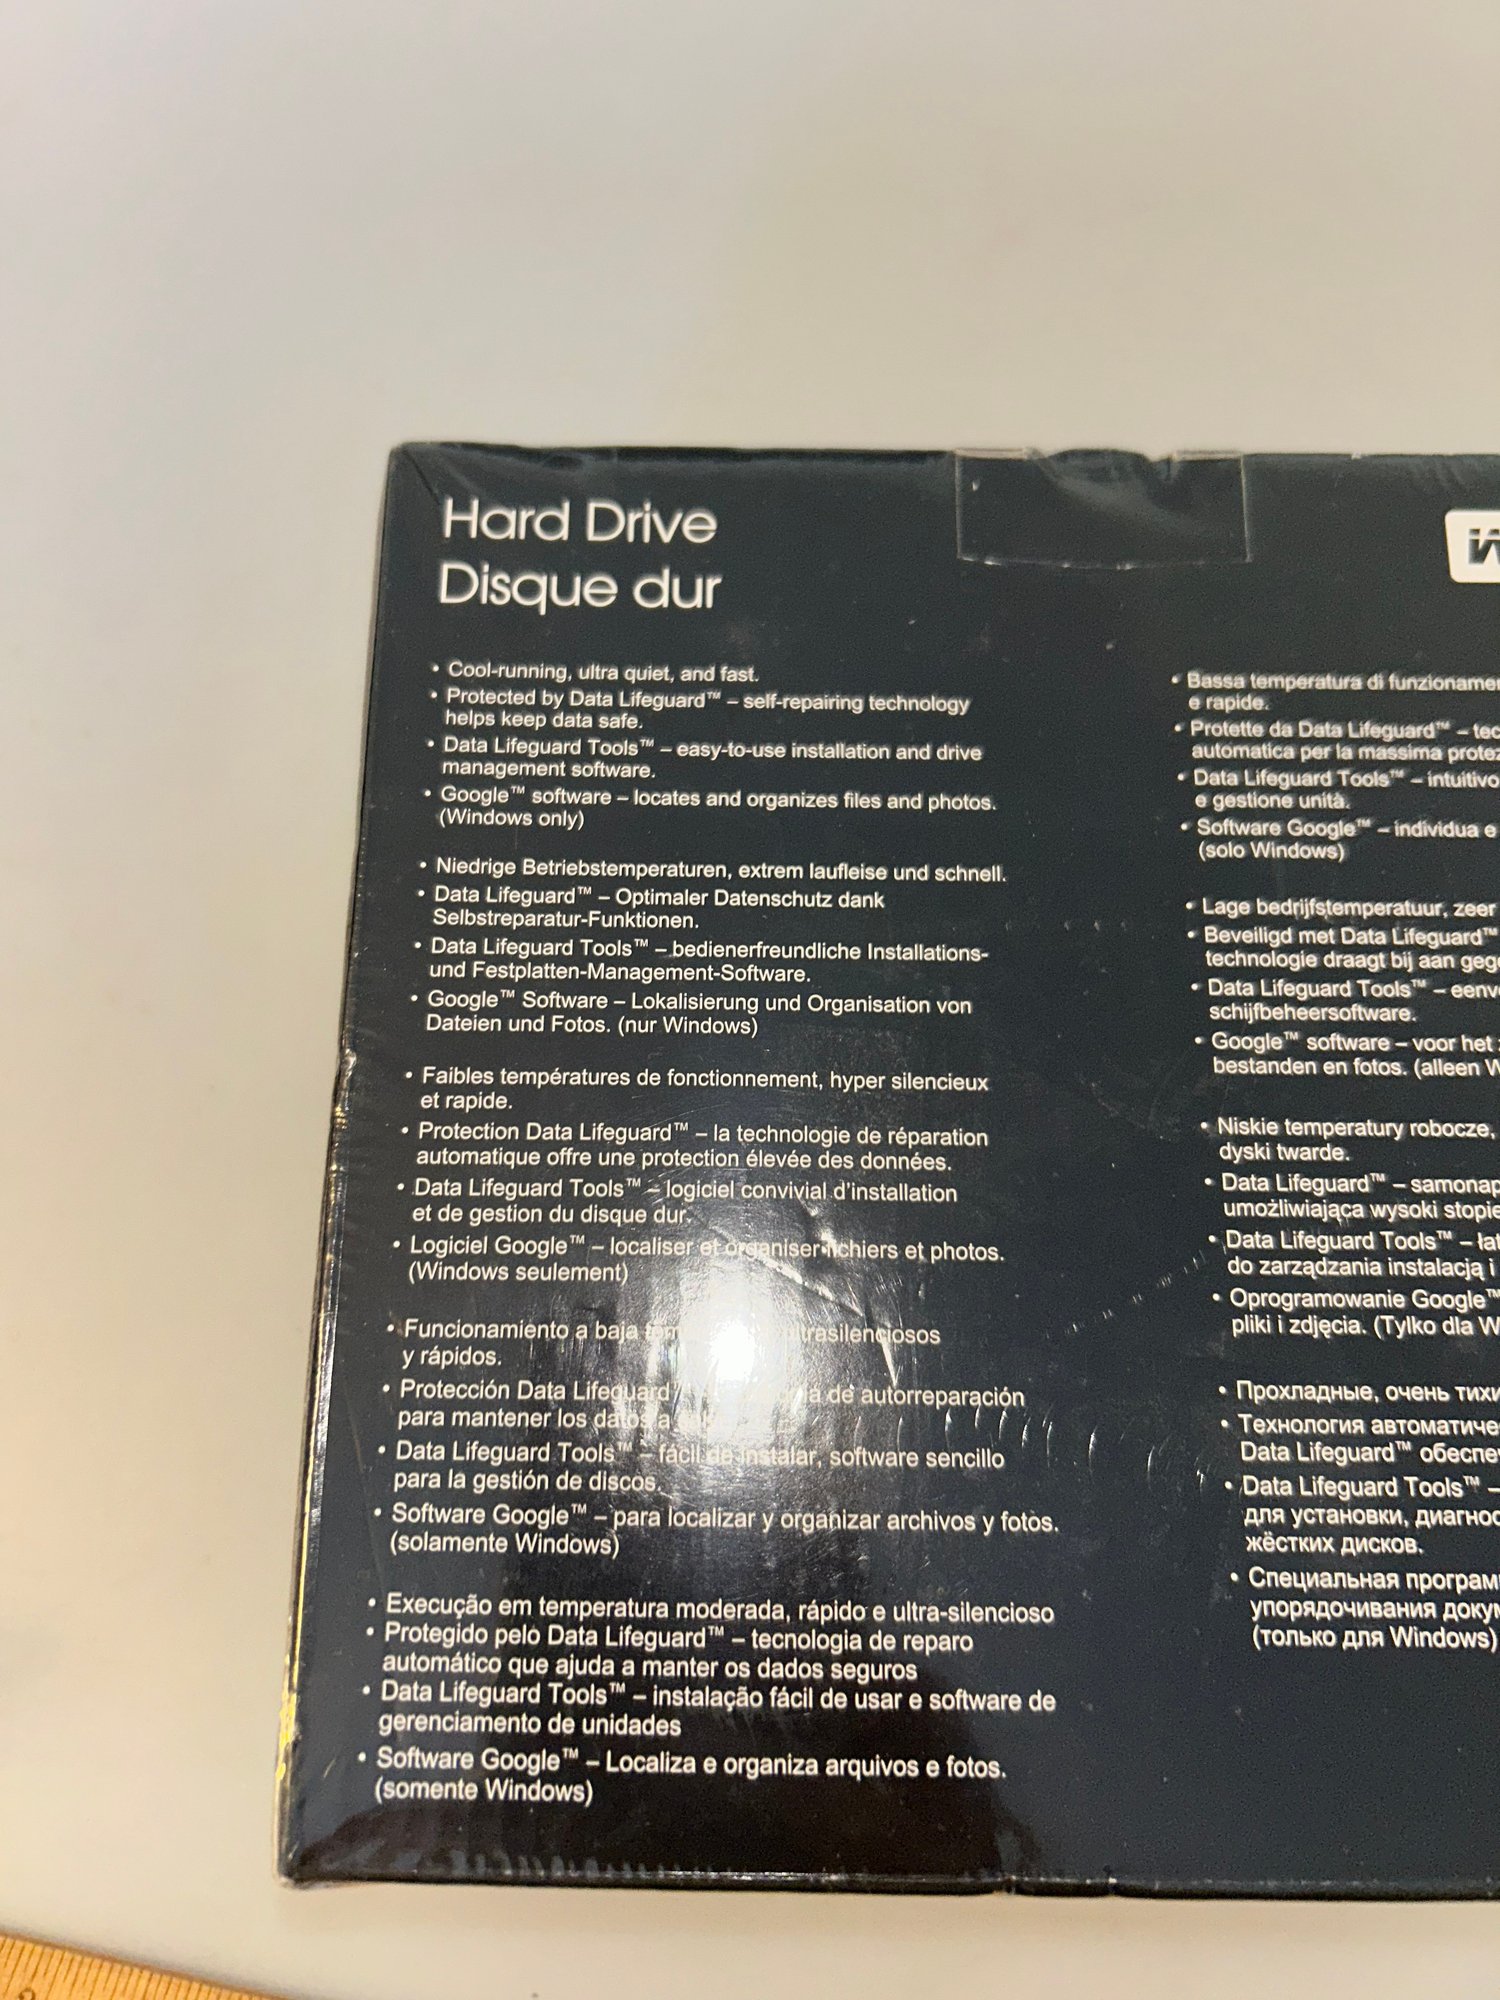 Hard Drive
Disque dur
• Cool-running, ultra quiet, and fast.
• Protected by Data Lifeguard™ – self-repairing technology
helps keep data safe.
• Data Lifeguard Tools™ – easy-to-use installation and drive
management software.
• Google™ software – locates and organizes files and photos.
(Windows only)
• Niedrige Betriebstemperaturen, extrem laufleise und schnell.
• Data Lifeguard™ – Optimaler Datenschutz dank
Selbstreparatur-Funktionen.
• Data Lifeguard Tools™ – bedienerfreundliche Installations-
und Festplatten-Management-Software.
• Google™ Software – Lokalisierung und Organisation von
Dateien und Fotos. (nur Windows)
• Faibles températures de fonctionnement, hyper silencieux
et rapide.
• Protection Data Lifeguard™ – la technologie de réparation
automatique offre une protection élevée des données.
• Data Lifeguard Tools™ – logiciel convivial d'installation
et de gestion du disque dur.
• Logiciel Google™ – localiser et organiser fichiers et photos.
(Windows seulement)
• Funcionamiento a baja
y rápidos.
• Protección Data Lifeguard de autorreparación
para mantener los datos a
• Data Lifeguard Tools™ – fácil de instalar, software sencillo
para la gestión de discos.
• Software Google™ – para localizar y organizar archivos y fotos.
(solamente Windows)
• Execução em temperatura moderada, rápido e ultra-silencioso
• Protegido pelo Data Lifeguard™ – tecnologia de reparo
automático que ajuda a manter os dados seguros
• Data Lifeguard Tools™ – instalação fácil de usar e software de
gerenciamento de unidades
• Software Google™ – Localiza e organiza arquivos e fotos.
(somente Windows)
• Bassa temperatura di
e rapide.
• Protette da Data Lifeguard™ –
automatica per la massima
• Data Lifeguard Tools™ – intuitivo
e gestione unità.
• Software Google™ – individua e
(solo Windows)
• Lage bedrijfstemperatuur, zeer
• Beveiligd met Data Lifeguard™
technologie draagt bij aan
• Data Lifeguard Tools™ –
schijfbeheersoftware.
• Google™ software – voor het
bestanden en fotos. (alleen
• Niskie temperatury robocze,
dyski twarde.
• Data Lifeguard™ –
umożliwiająca wysoki
• Data Lifeguard Tools™ –
do zarządzania instalacją i
• Oprogramowanie Google™
pliki i zdjęcia. (Tylko dla
• Прохладные, очень
• Технология
Data Lifeguard™
• Data Lifeguard Tools™ –
для установки,
жёстких дисков.
• Специальная
упорядочивания
(только для Windows)